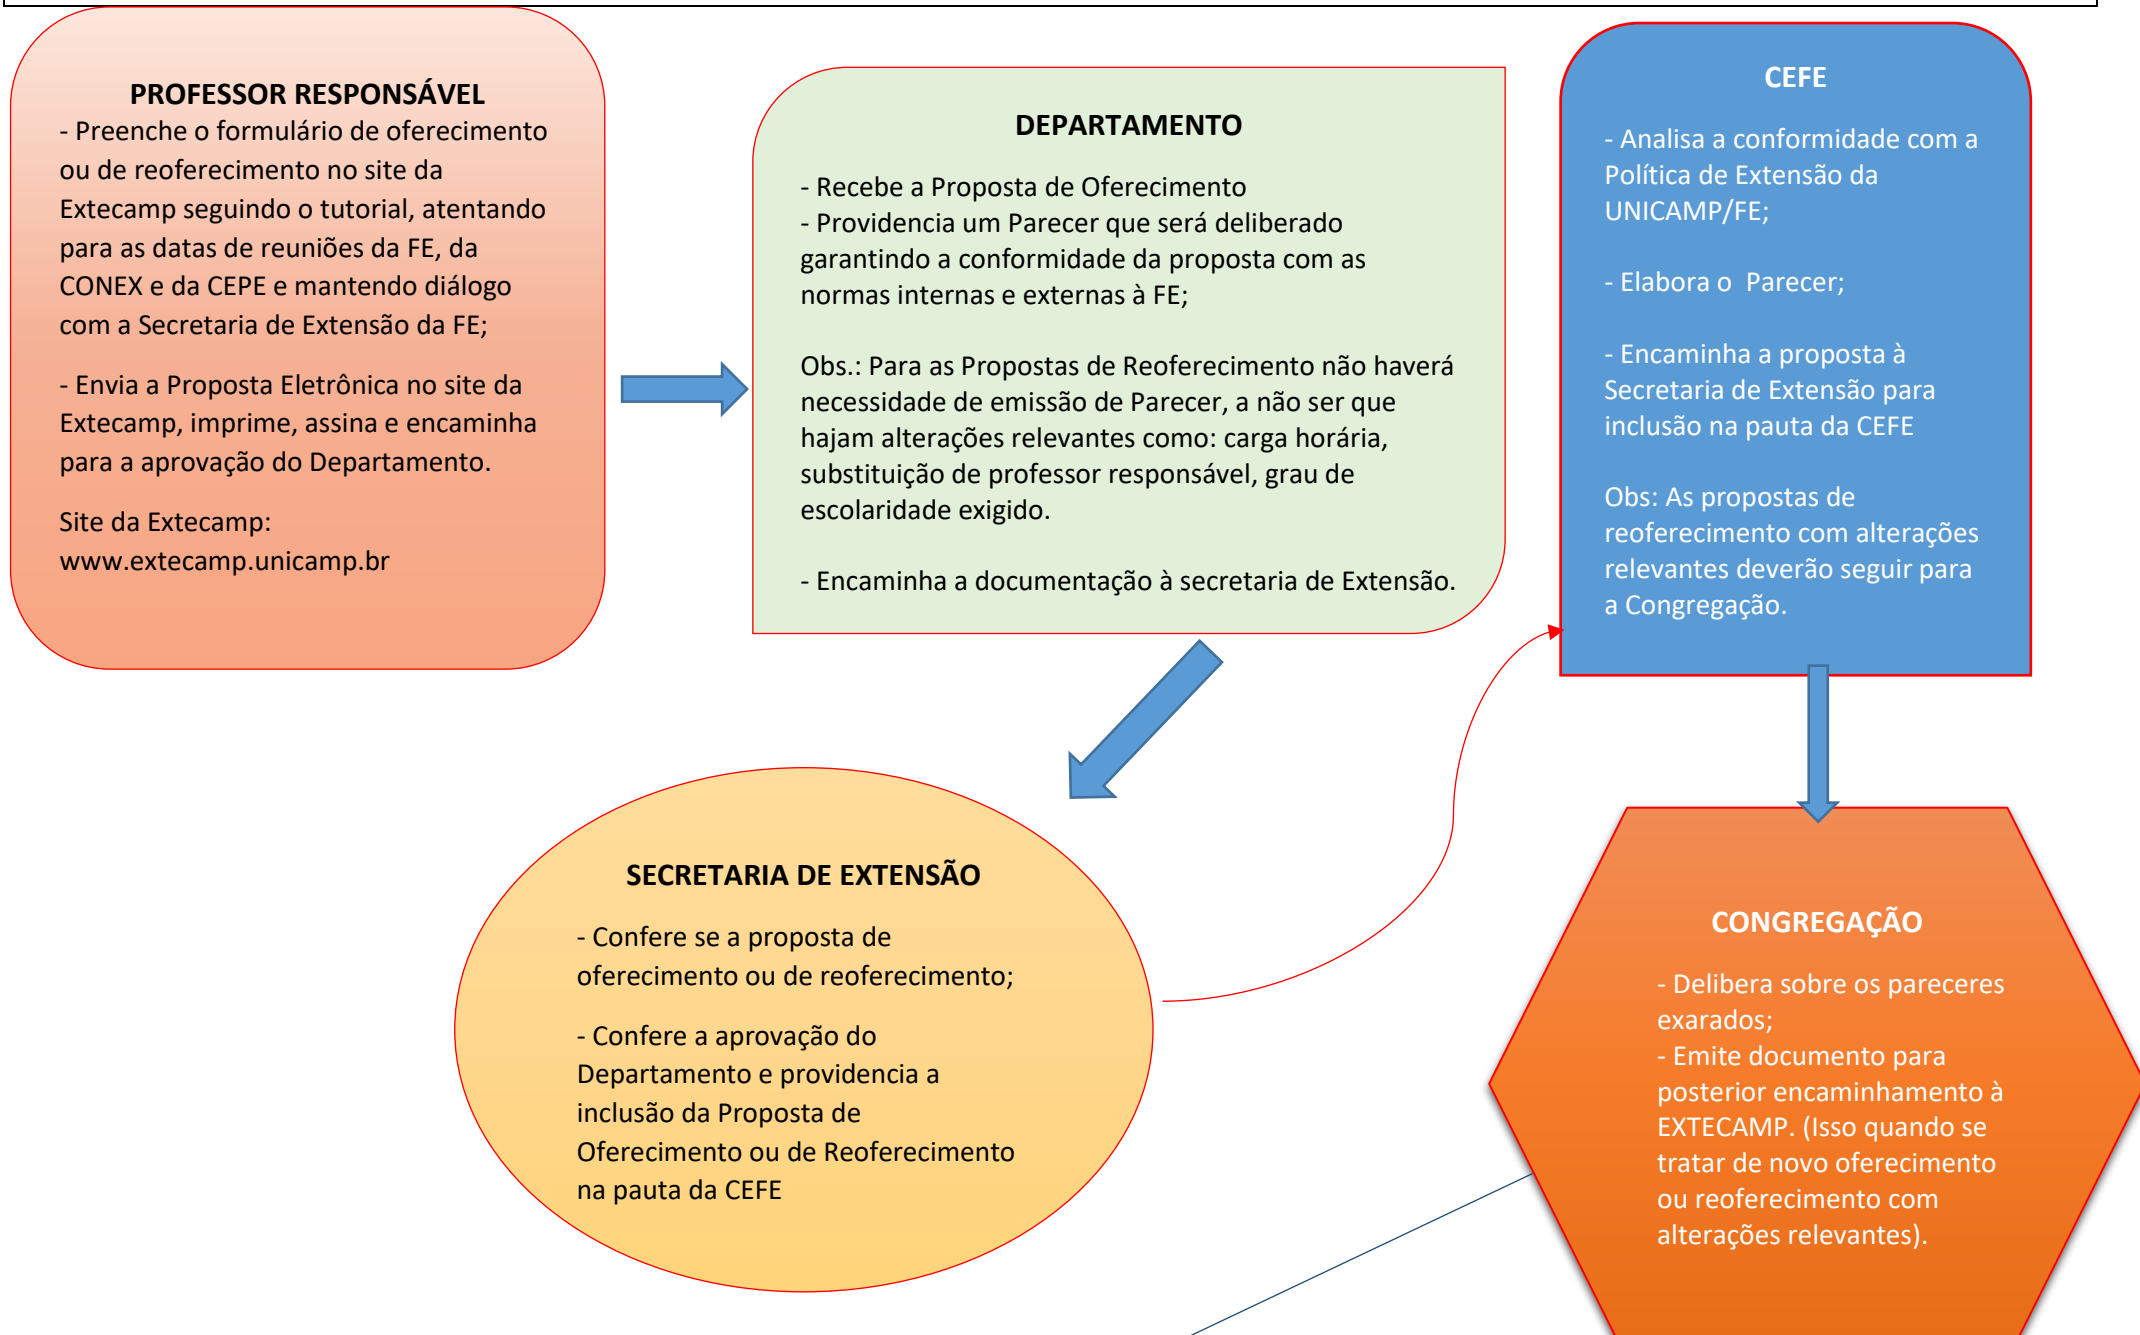 PROFESSOR RESPONSÁVEL
- Preenche o formulário de oferecimento
ou de reoferecimento no site da
Extecamp seguindo o tutorial, atentando
para as datas de reuniões da FE, da
CONEX e da CEPE e mantendo diálogo
com a Secretaria de Extensão da FE;
- Envia a Proposta Eletrônica no site da
Extecamp, imprime, assina e encaminha
para a aprovação do Departamento.
Site da Extecamp:
www.extecamp.unicamp.br
DEPARTAMENTO
- Recebe a Proposta de Oferecimento
- Providencia um Parecer que será deliberado
garantindo a conformidade da proposta com as
normas internas e externas à FE;
Obs.: Para as Propostas de Reoferecimento não haverá
necessidade de emissão de Parecer, a não ser que
hajam alterações relevantes como: carga horária,
substituição de professor responsável, grau de
escolaridade exigido.
- Encaminha a documentação à secretaria de Extensão.
SECRETARIA DE EXTENSÃO
- Confere se a proposta de
oferecimento ou de reoferecimento;
- Confere a aprovação do
Departamento e providencia a
inclusão da Proposta de
Oferecimento ou de Reoferecimento
na pauta da CEFE
CEFE
- Analisa a conformidade com a
Política de Extensão da
UNICAMP/FE;
- Elabora o  Parecer;
- Encaminha a proposta à
Secretaria de Extensão para
inclusão na pauta da CEFE
Obs: As propostas de
reoferecimento com alterações
relevantes deverão seguir para
a Congregação.
CONGREGAÇÃO
- Delibera sobre os pareceres
exarados;
- Emite documento para
posterior encaminhamento à
EXTECAMP. (Isso quando se
tratar de novo oferecimento
ou reoferecimento com
alterações relevantes).